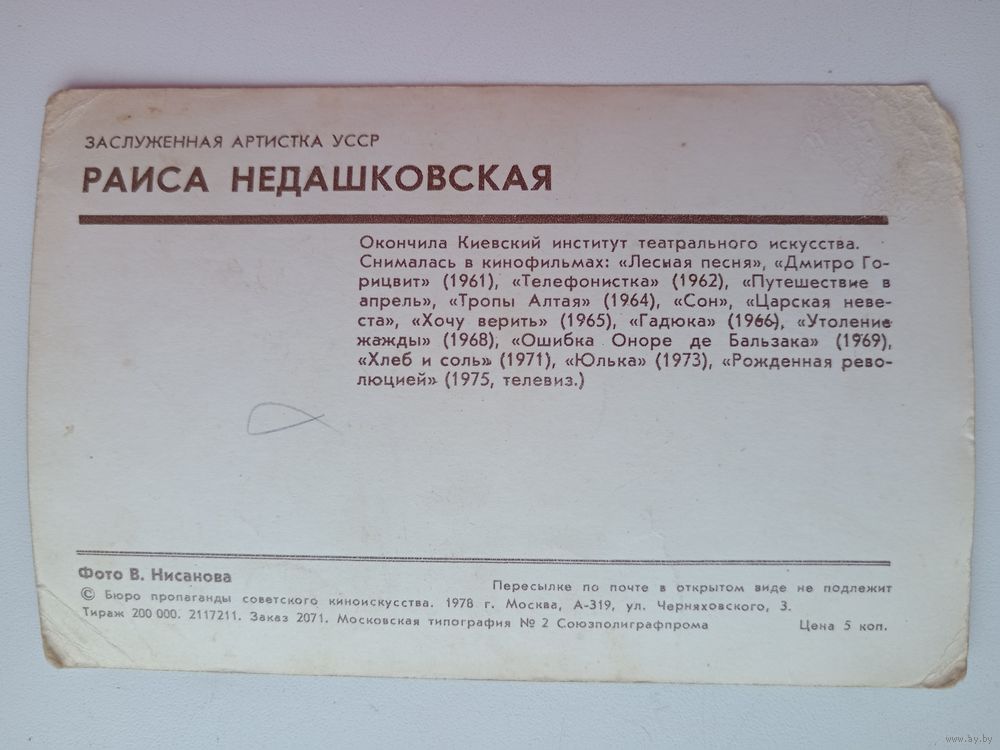 ЗАСЛУЖЕННАЯ АРТИСТКА УССР
РАИСА НЕДАШКОВСКАЯ
Окончила Киевский институт театрального искусства.
Снималась в кинофильмах: «Лесная песня», «Дмитро Го-
рицвит» (1961), «Телефонистка» (1962), «Путешествие в
апрель», «Тропы Алтая» (1964), «Сон», «Царская неве-
ста», «Хочу верить» (1965), «Гадюка» (1966), «Утоление
жажды» (1968), «Ошибка Оноре де Бальзака» (1969),
«Хлеб и соль» (1971), «Юлька» (1973), «Рожденная рево-
люцией» (1975, телевиз.)
Фото В. Нисанова
Пересылке по почте в открытом виде не подлежит
© Бюро пропаганды советского киноискусства. 1978 г. Москва, А-319, ул. Черняховского, 3.
Тираж 200 000. 2117211. Заказ 2071. Московская типография № 2 Союзполиграфпрома Цена 5 коп.
www.ay.by